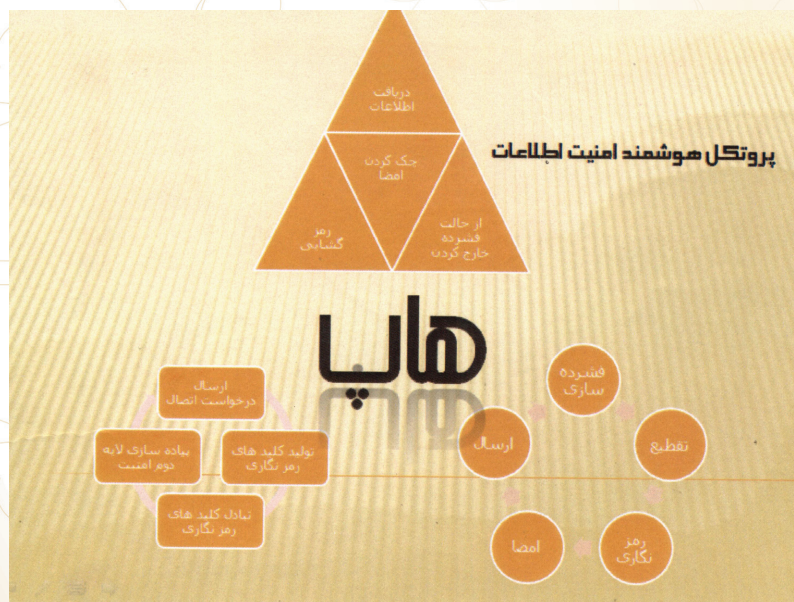 دریافت
اطلاعات
چک کردن
امضا
رمز
گشایی
از حالت
فشرده
خارج کردن
پروتکل هوشمند امنیت اطلاعات
هاپ
فشرده
سازی
تقطیع
رمز
نگاری
امضا
ارسال
ارسال
درخواست اتصال
تولید کلید های
رمز نگاری
تبادل کلید های
رمز نگاری
پیاده سازی لایه
دوم امنیت